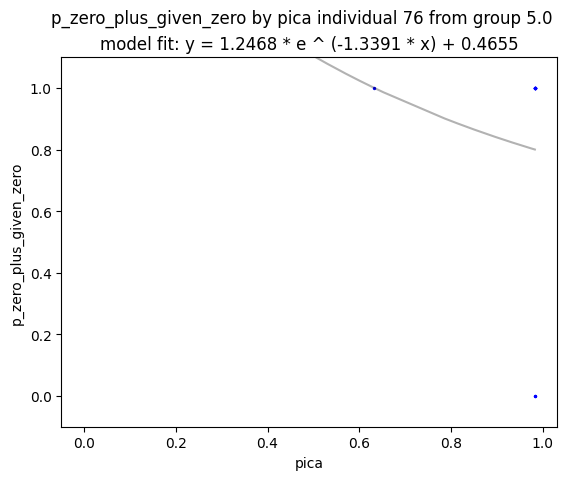 p_zero_plus_given_zero by pica individual 76 from group 5.0
model fit: y = 1.2468 * e ^ (-1.3391 * x) + 0.4655
1.0
0.8
0.6
0.4
0.2
0.0
p_zero_plus_given_zero
0.0 0.2 0.4 0.6 0.8 1.0
pica